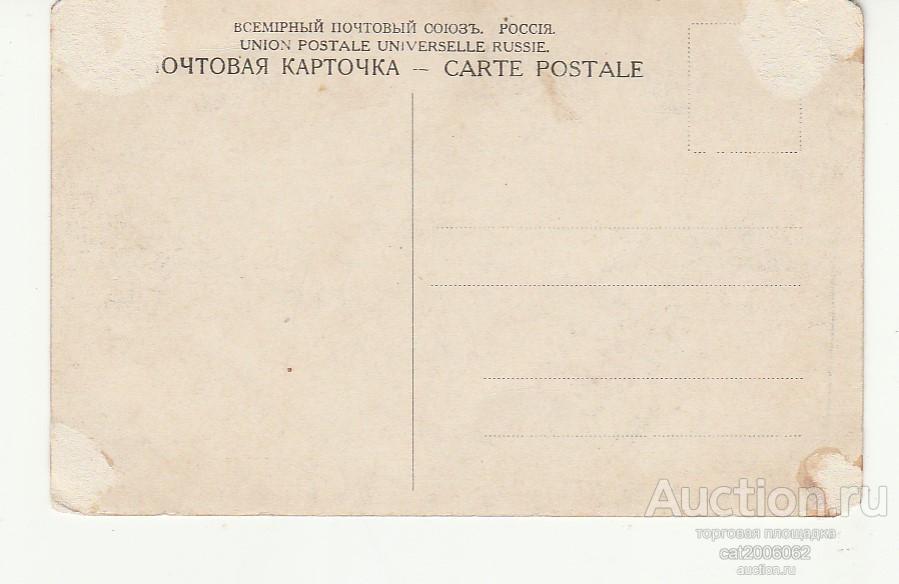 ВСЕМІРНЫЙ ПОЧТОВЫЙ СОЮЗЪ. РОССІЯ.
UNION POSTALE UNIVERSELLE RUSSIE.
ОЧТОВАЯ КАРТОЧКА – CARTE POSTALE
Auction.ru
торговая площадка
cat2006062
auction.ru